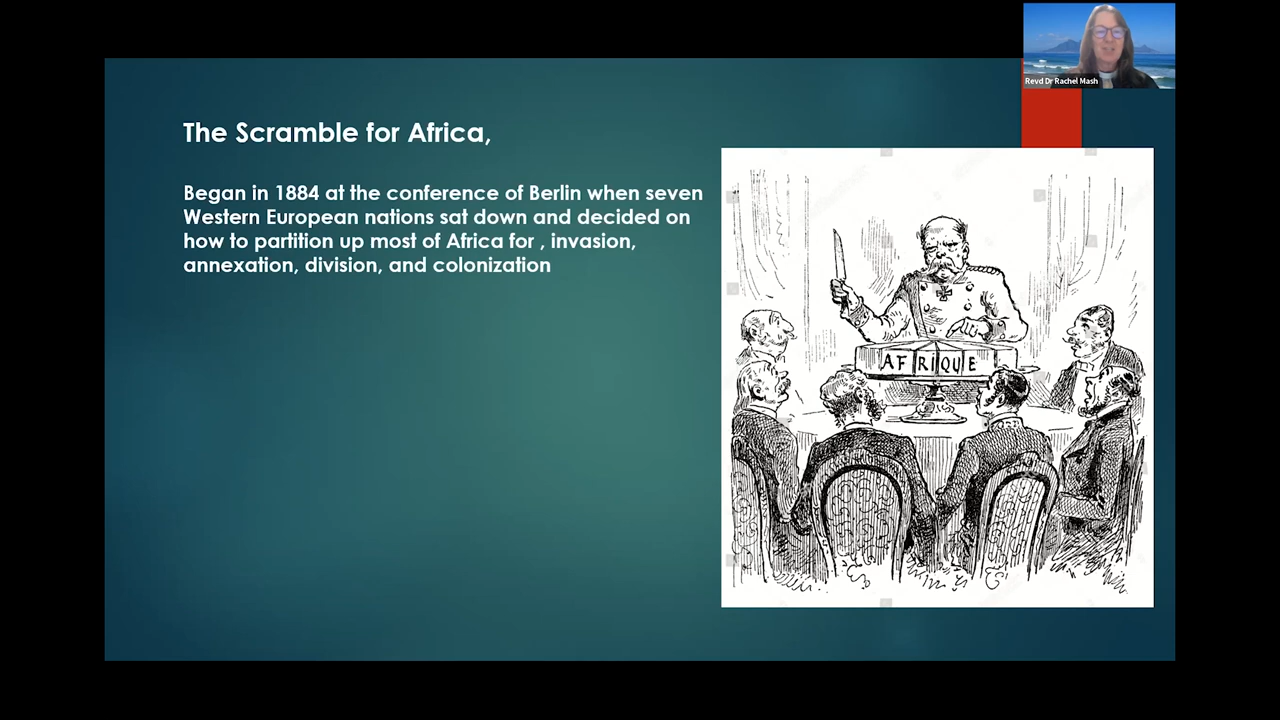 Revd Dr Rachel Mash
The Scramble for Africa,
Began in 1884 at the conference of Berlin when seven
Western European nations sat down and decided on
how to partition up most of Africa for , invasion,
annexation, division, and colonization
AFRIQUE